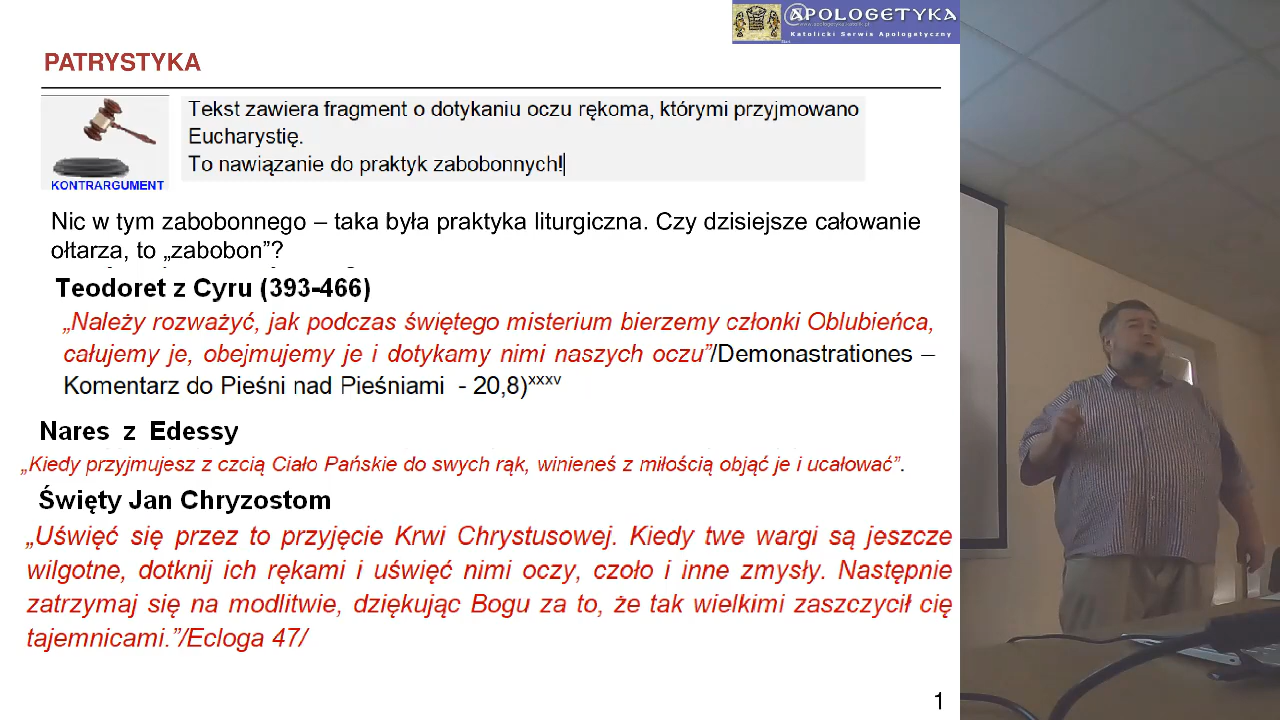 @POLOGETYKA
www.apologetyka.katolik.pl
Katolicki Serwis Apologetyczny
PATRYSTYKA
Tekst zawiera fragment o dotykaniu oczu rękoma, którymi przyjmowano
Eucharystię.
To nawiązanie do praktyk zabobonnych!
KONTRARGUMENT
Nic w tym zabobonnego – taka była praktyka liturgiczna. Czy dzisiejsze całowanie
ołtarza, to „zabobon”?
Teodoret z Cyru (393-466)
„Należy rozważyć, jak podczas świętego misterium bierzemy członki Oblubieńca,
całujemy je, obejmujemy je i dotykamy nimi naszych oczu”/Demonastrationes –
Komentarz do Pieśni nad Pieśniami - 20,8)xxxv
Nares z Edessy
„Kiedy przyjmujesz z czcią Ciało Pańskie do swych rąk, winieneś z miłością objąć je i ucałować”.
Święty Jan Chryzostom
„Uświęć się przez to przyjęcie Krwi Chrystusowej. Kiedy twe wargi są jeszcze
wilgotne, dotknij ich rękami i uświęć nimi oczy, czoło i inne zmysły. Następnie
zatrzymaj się na modlitwie, dziękując Bogu za to, że tak wielkimi zaszczycił cię
tajemnicami.”/Ecloga 47/
1